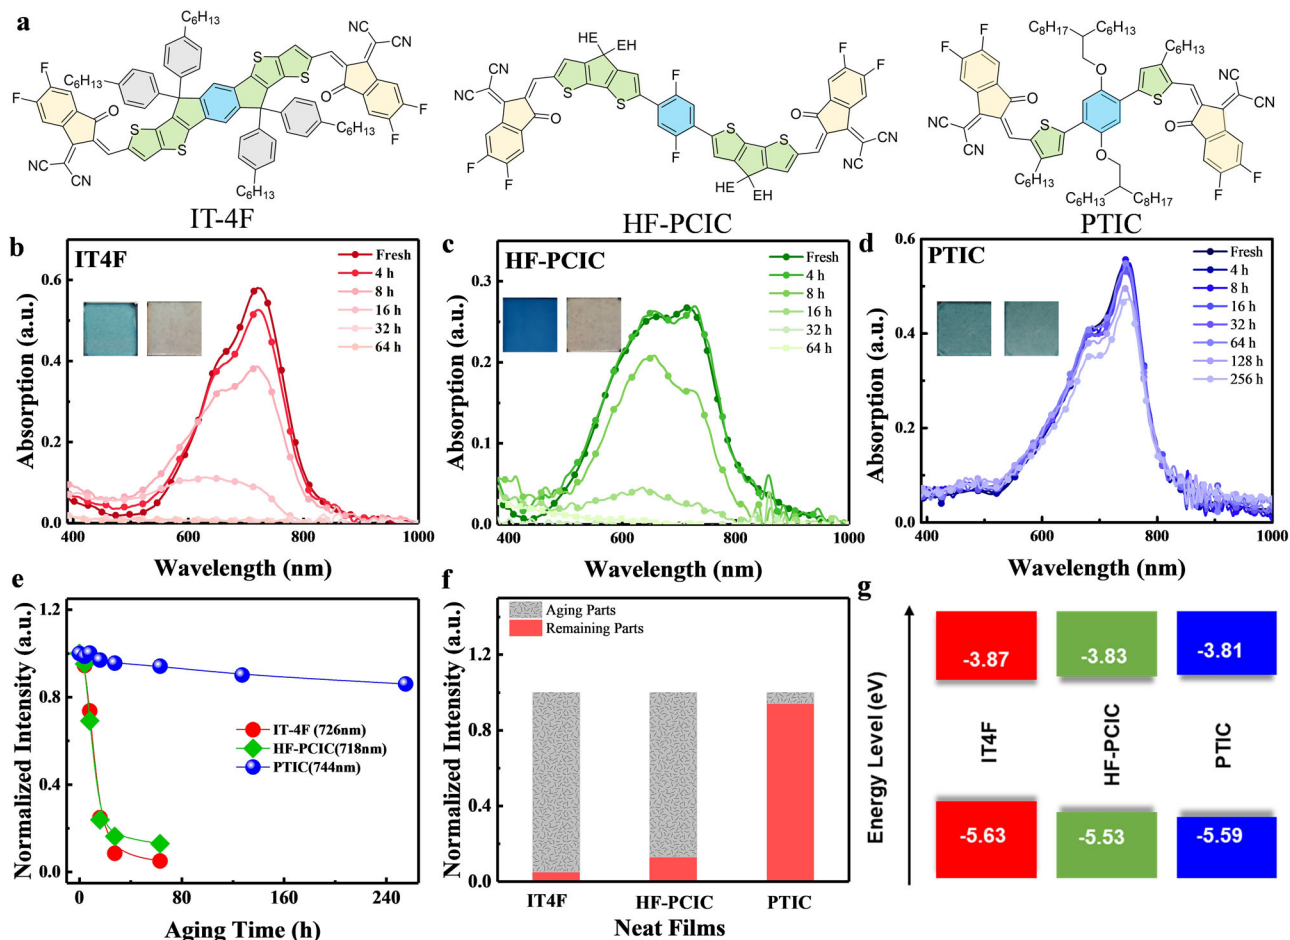 a
C6H13
C6H13
C6H13
C6H13
F
F
F
F
O
O
S
S
S
S
NC
CN
NC
CN
IT-4F
HE
EH
HE
EH
F
F
F
F
F
F
O
O
S
S
S
S
NC
CN
NC
CN
HF-PCIC
C8H17
C6H13
C6H13
C6H13
C6H13
C8H17
O
O
O
O
S
S
F
F
F
F
NC
CN
CN
NC
PTIC
b
IT4F
Fresh
4 h
8 h
16 h
32 h
64 h
0.6
0.4
0.2
0.0
400
600
800
1000
Absorption (a.u.)
Wavelength (nm)
c
HF-PCIC
Fresh
4 h
8 h
16 h
32 h
64 h
0.3
0.2
0.1
0.0
400
600
800
1000
Absorption (a.u.)
Wavelength (nm)
d
PTIC
Fresh
4 h
8 h
16 h
32 h
64 h
128 h
256 h
0.6
0.4
0.2
0.0
400
600
800
1000
Absorption (a.u.)
Wavelength (nm)
e
1.2
0.8
0.4
0.0
0
80
160
240
IT-4F (726nm)
HF-PCIC(718nm)
PTIC(744nm)
Normalized Intensity (a.u.)
Aging Time (h)
f
Aging Parts
Remaining Parts
1.2
0.8
0.4
0.0
IT4F
HF-PCIC
PTIC
Normalized Intensity (a.u.)
Neat Films
g
Energy Level (eV)
-3.87
-3.83
-3.81
IT4F
HF-PCIC
PTIC
-5.63
-5.53
-5.59